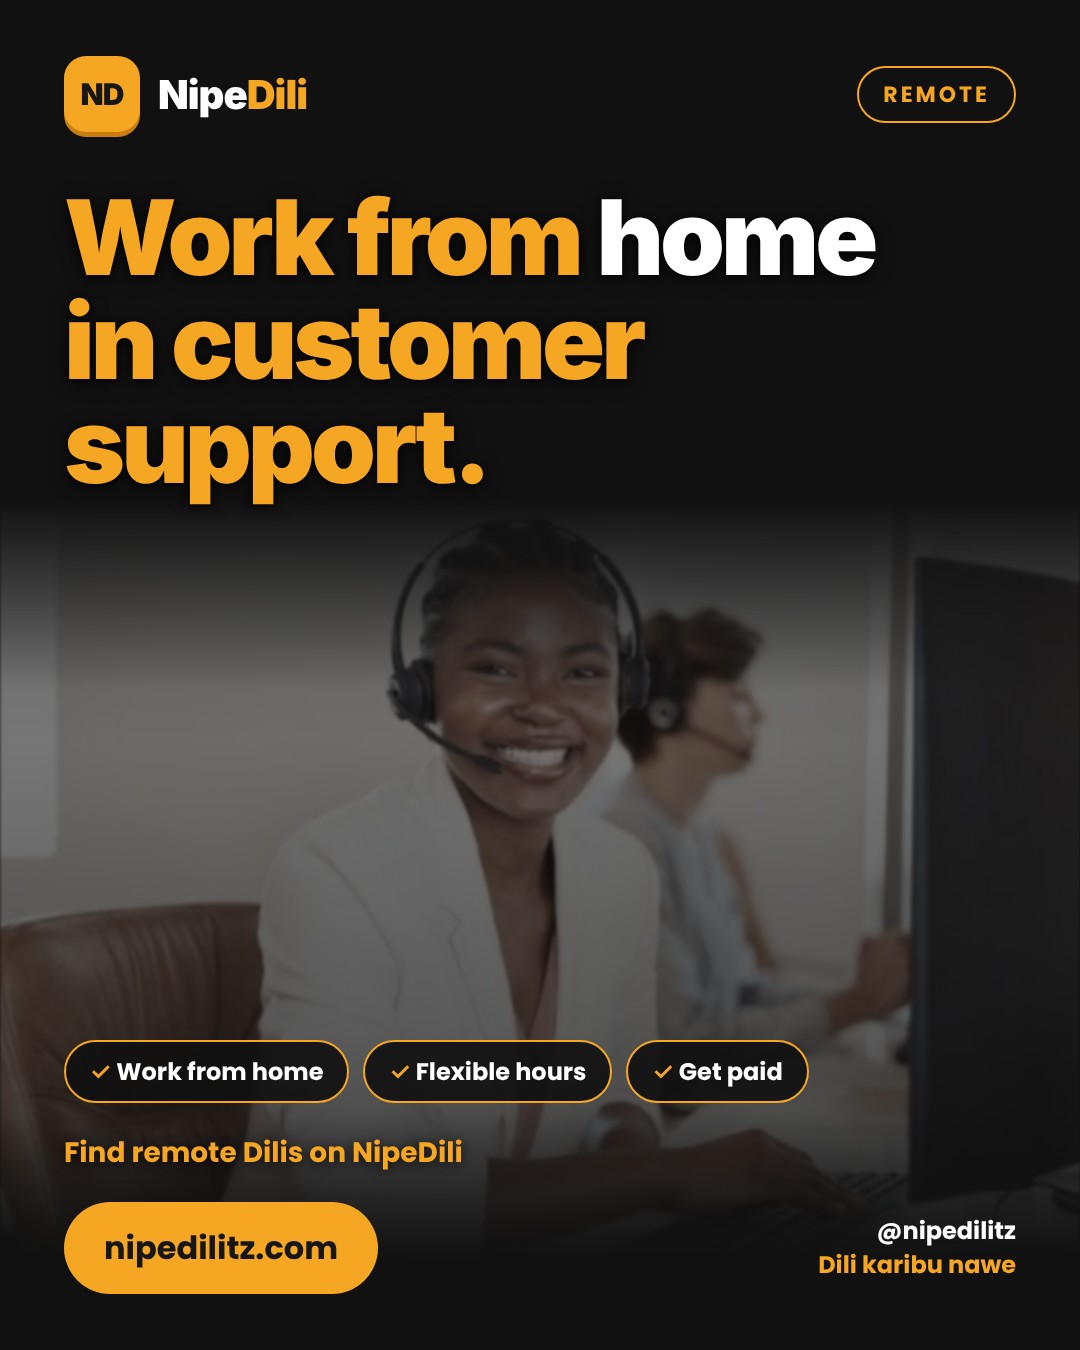 ND
NipeDili
REMOTE
Work from home
in customer
support.
✓ Work from home
✓ Flexible hours
✓ Get paid
Find remote Dilis on NipeDili
nipedilitz.com
@nipedilitz
Dili karibu nawe